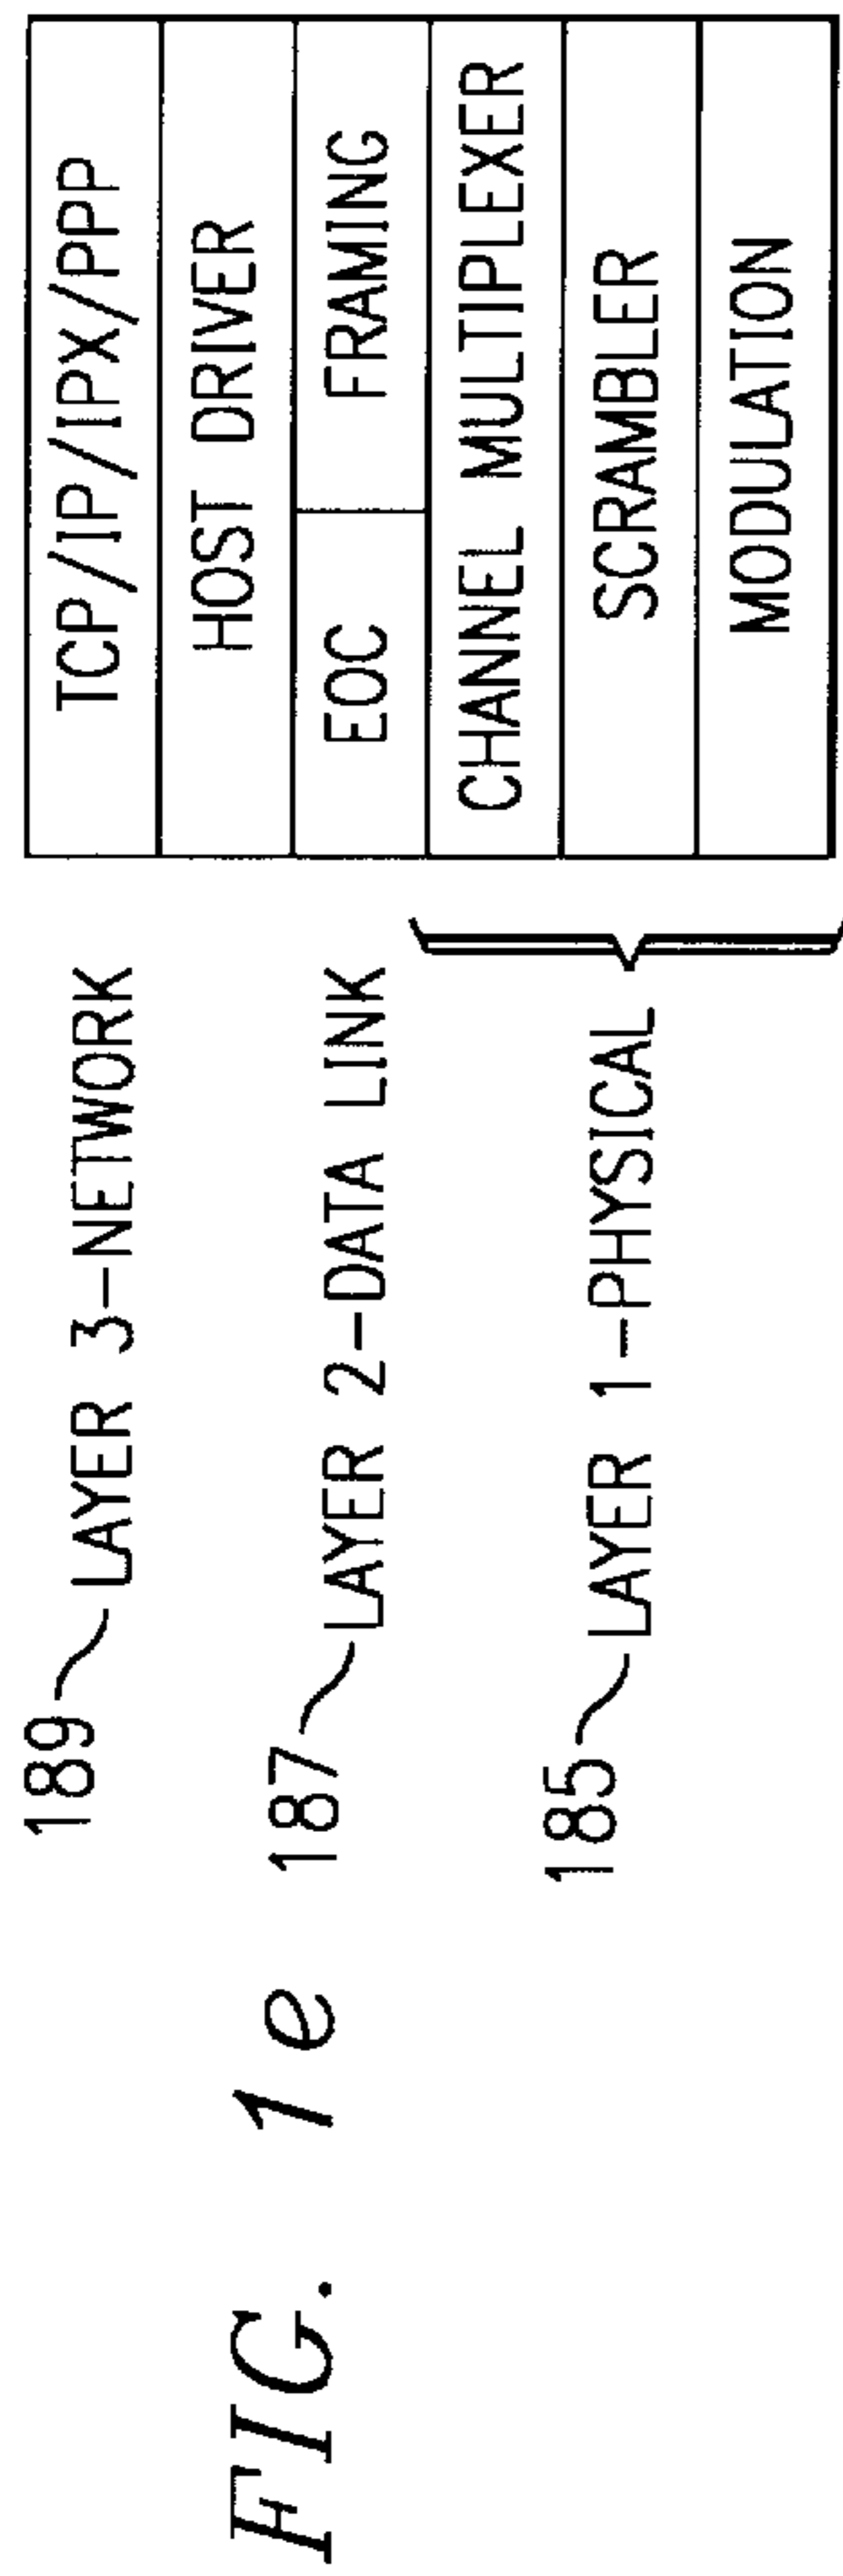 FIG. 1e
189 LAYER 3-NETWORK
TCP/IP/IPX/PPP
HOST DRIVER
187 LAYER 2-DATA LINK
EOC
FRAMING
185 LAYER 1-PHYSICAL
CHANNEL MULTIPLEXER
SCRAMBLER
MODULATION